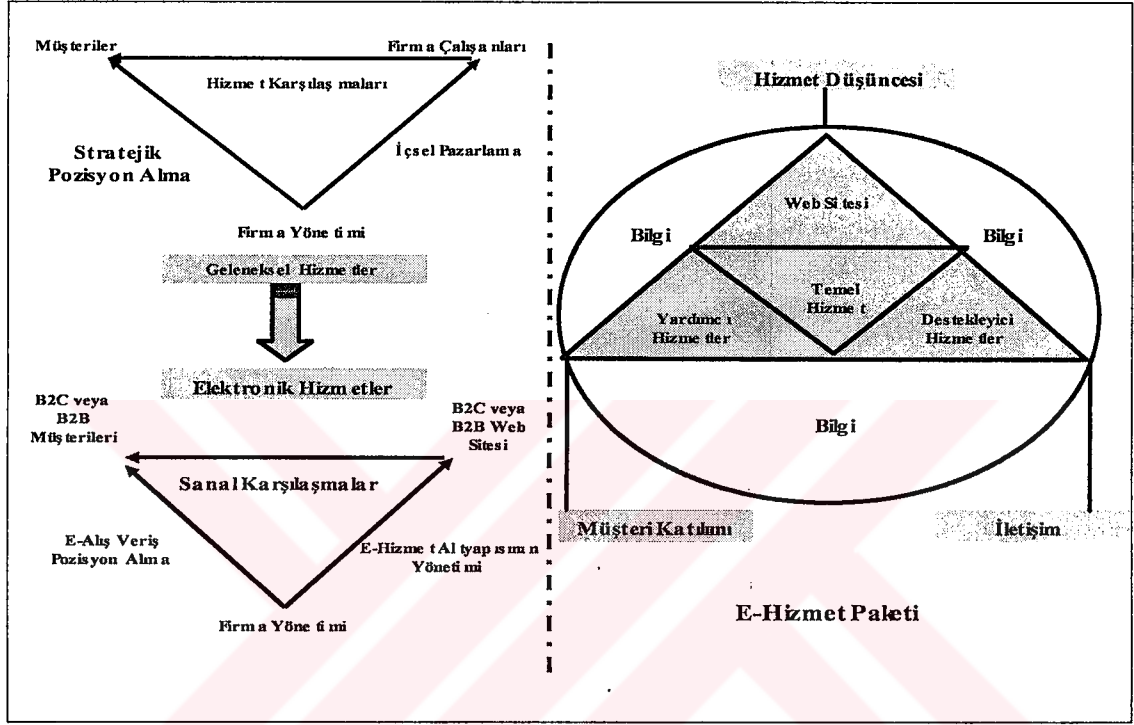 Müşteriler
Firma Çalışanları
Hizmet Karşılaşmaları
Stratejik
Pozisyon Alma
İçsel Pazarlama
Firma Yönetimi
Geleneksel Hizmetler
Elektronik Hizmetler
B2C veya
B2B
Müşterileri
B2C veya
B2B Web
Sitesi
Sanal Karşılaşmalar
E-Alış Veriş
Pozisyon Alma
E-Hizmet Altyapısının
Yönetimi
Firma Yönetimi
Hizmet Düşüncesi
Web Sitesi
Bilgi
Bilgi
Temel
Hizmet
Yardımcı
Hizmetler
Destekleyici
Hizmetler
Bilgi
Müşteri Katılımı
İletişim
E-Hizmet Paketi